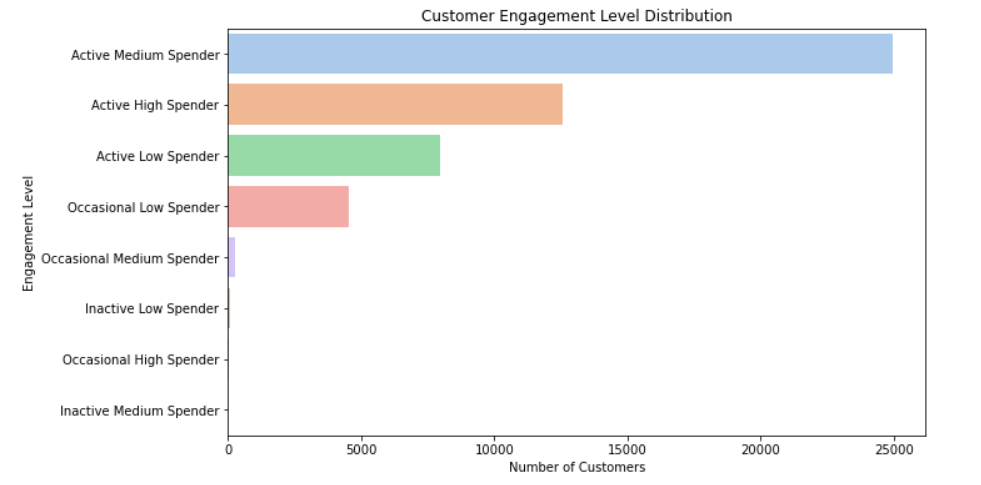 Customer Engagement Level Distribution
Active Medium Spender
Active High Spender
Active Low Spender
Occasional Low Spender
Occasional Medium Spender
Inactive Low Spender
Occasional High Spender
Inactive Medium Spender
Engagement Level
0 5000 10000 15000 20000 25000
Number of Customers